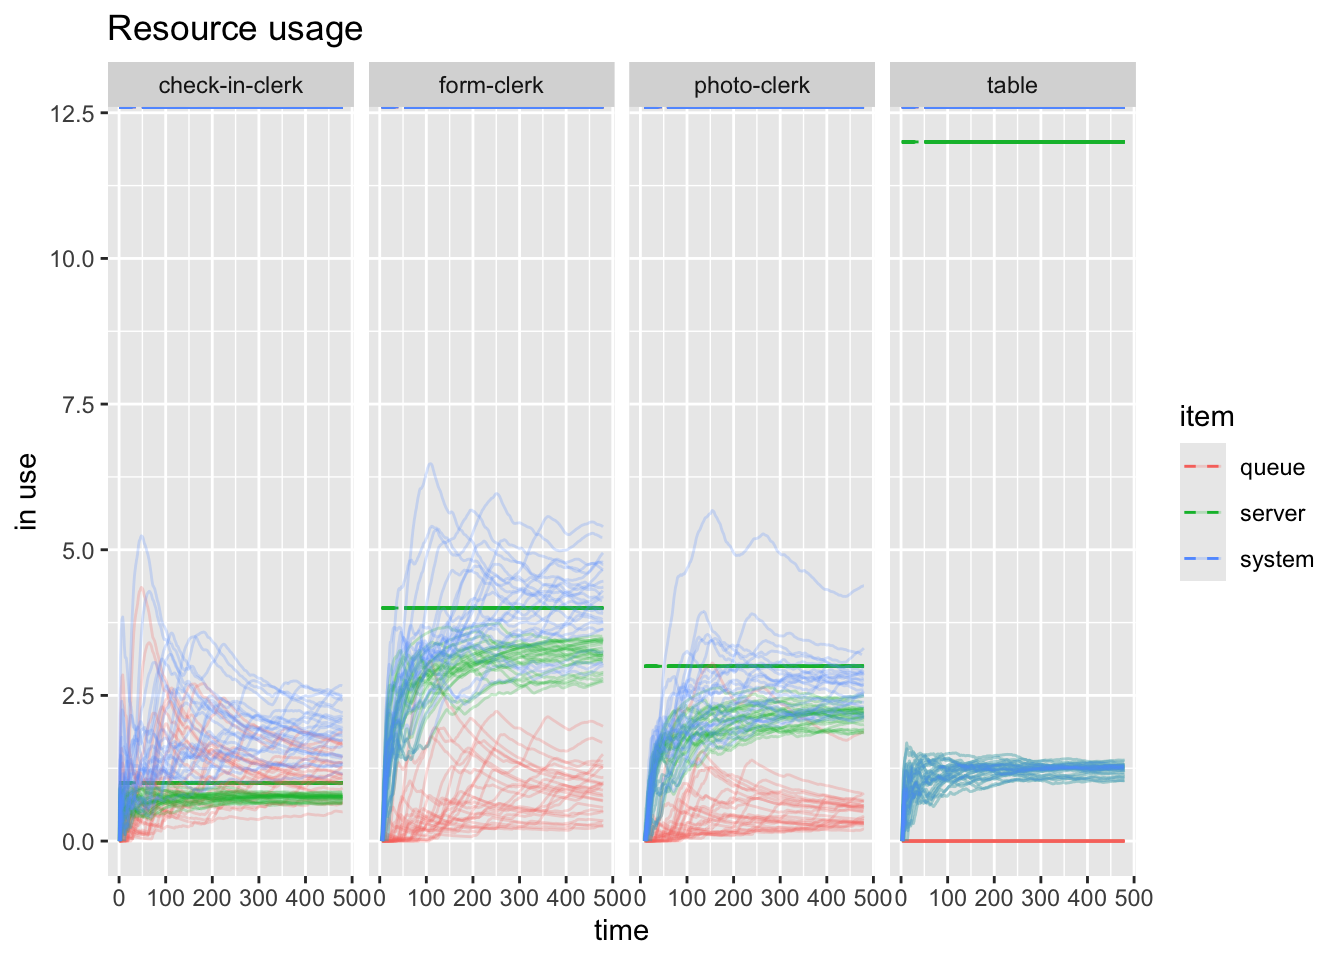 Resource usage
check-in-clerk form-clerk photo-clerk table
12.5
10.0
7.5
5.0
2.5
0.0
in use
0 100 200 300 400 500 0 100 200 300 400 500 0 100 200 300 400 500 0 100 200 300 400 500
time
item
queue
server
system